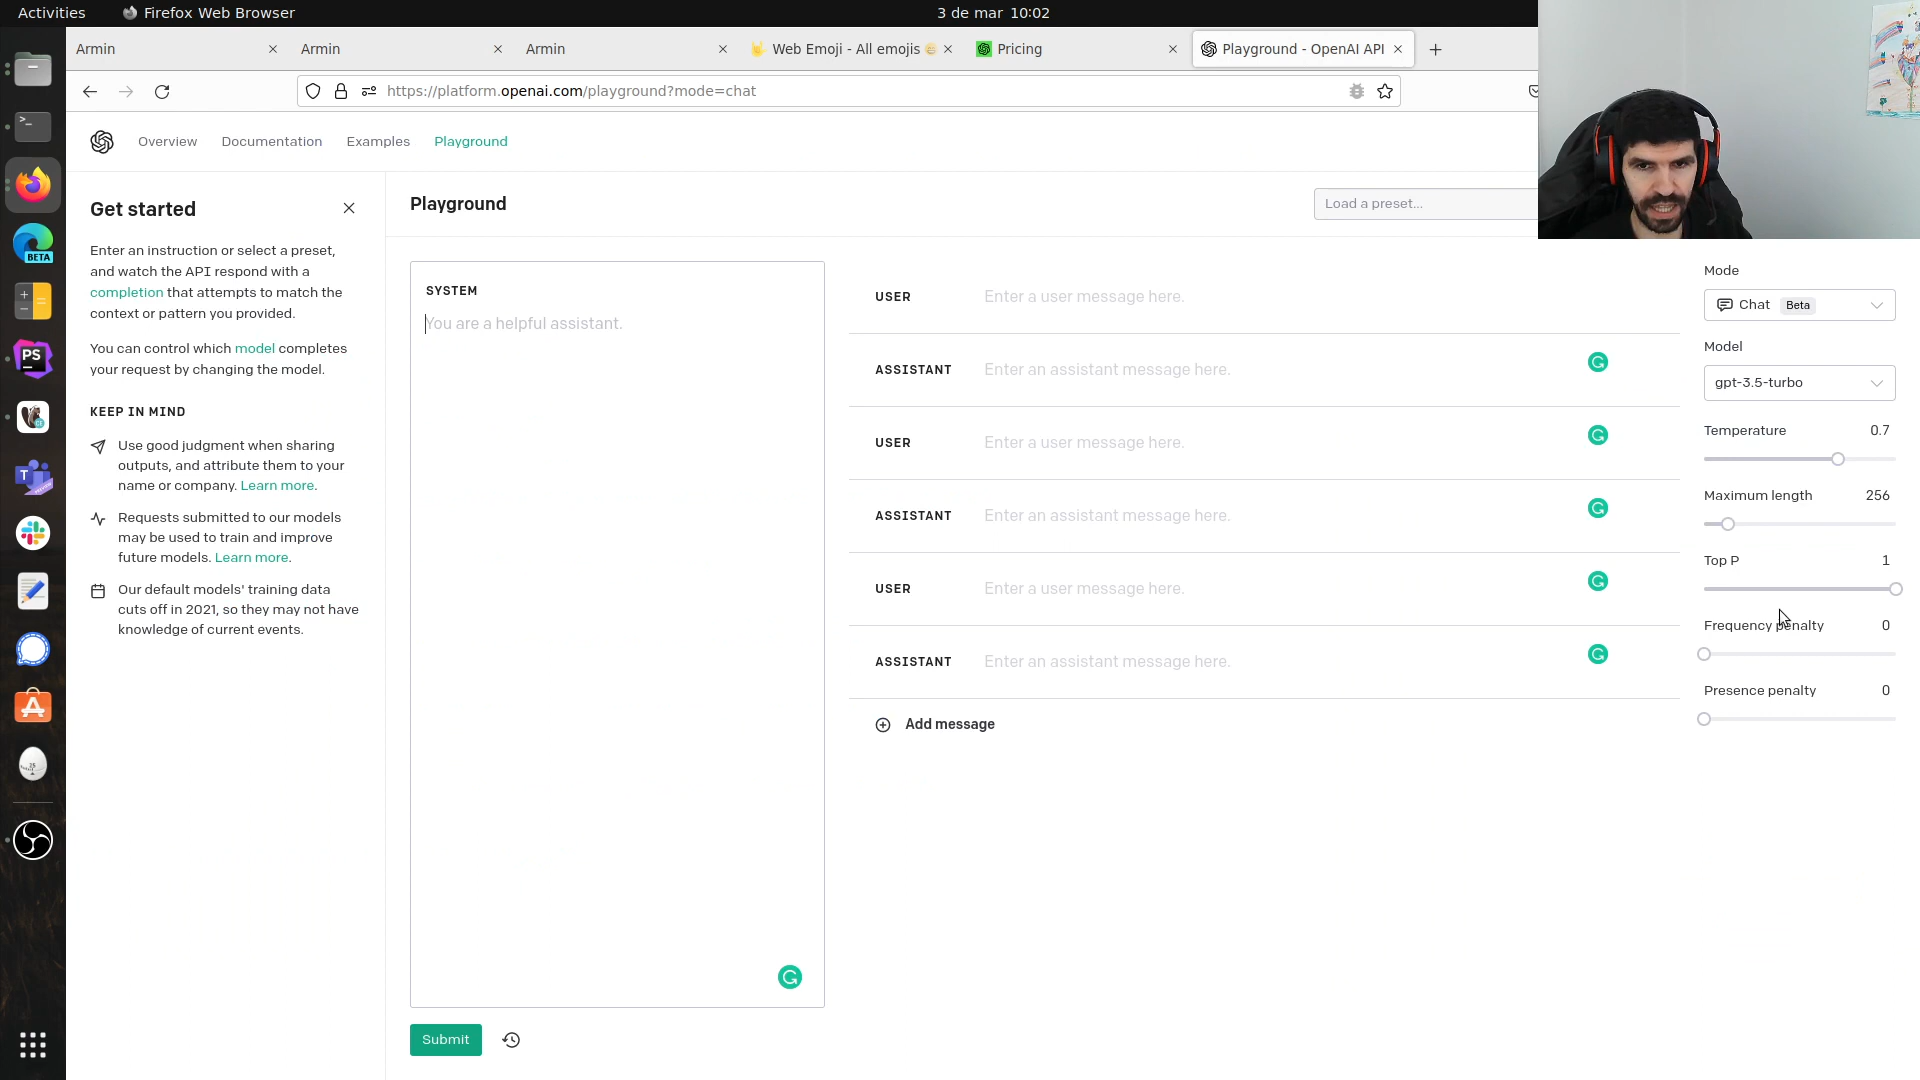 Activities
Firefox Web Browser
3 de mar 10:02
Armin
Armin
Armin
Web Emoji - All emojis
Pricing
Playground - OpenAI API
https://platform.openai.com/playground?mode=chat
Overview
Documentation
Examples
Playground
Get started
Enter an instruction or select a preset,
and watch the API respond with a
completion that attempts to match the
context or pattern you provided.
You can control which model completes
your request by changing the model.
KEEP IN MIND
Use good judgment when sharing
outputs, and attribute them to your
name or company. Learn more.
Requests submitted to our models
may be used to train and improve
future models. Learn more.
Our default models' training data
cuts off in 2021, so they may not have
knowledge of current events.
Playground
Load a preset...
SYSTEM
You are a helpful assistant.
USER
Enter a user message here.
ASSISTANT
Enter an assistant message here.
USER
Enter a user message here.
ASSISTANT
Enter an assistant message here.
USER
Enter a user message here.
ASSISTANT
Enter an assistant message here.
Add message
Submit
Mode
Chat Beta
Model
gpt-3.5-turbo
Temperature 0.7
Maximum length 256
Top P 1
Frequency penalty 0
Presence penalty 0
BETA
PS
T